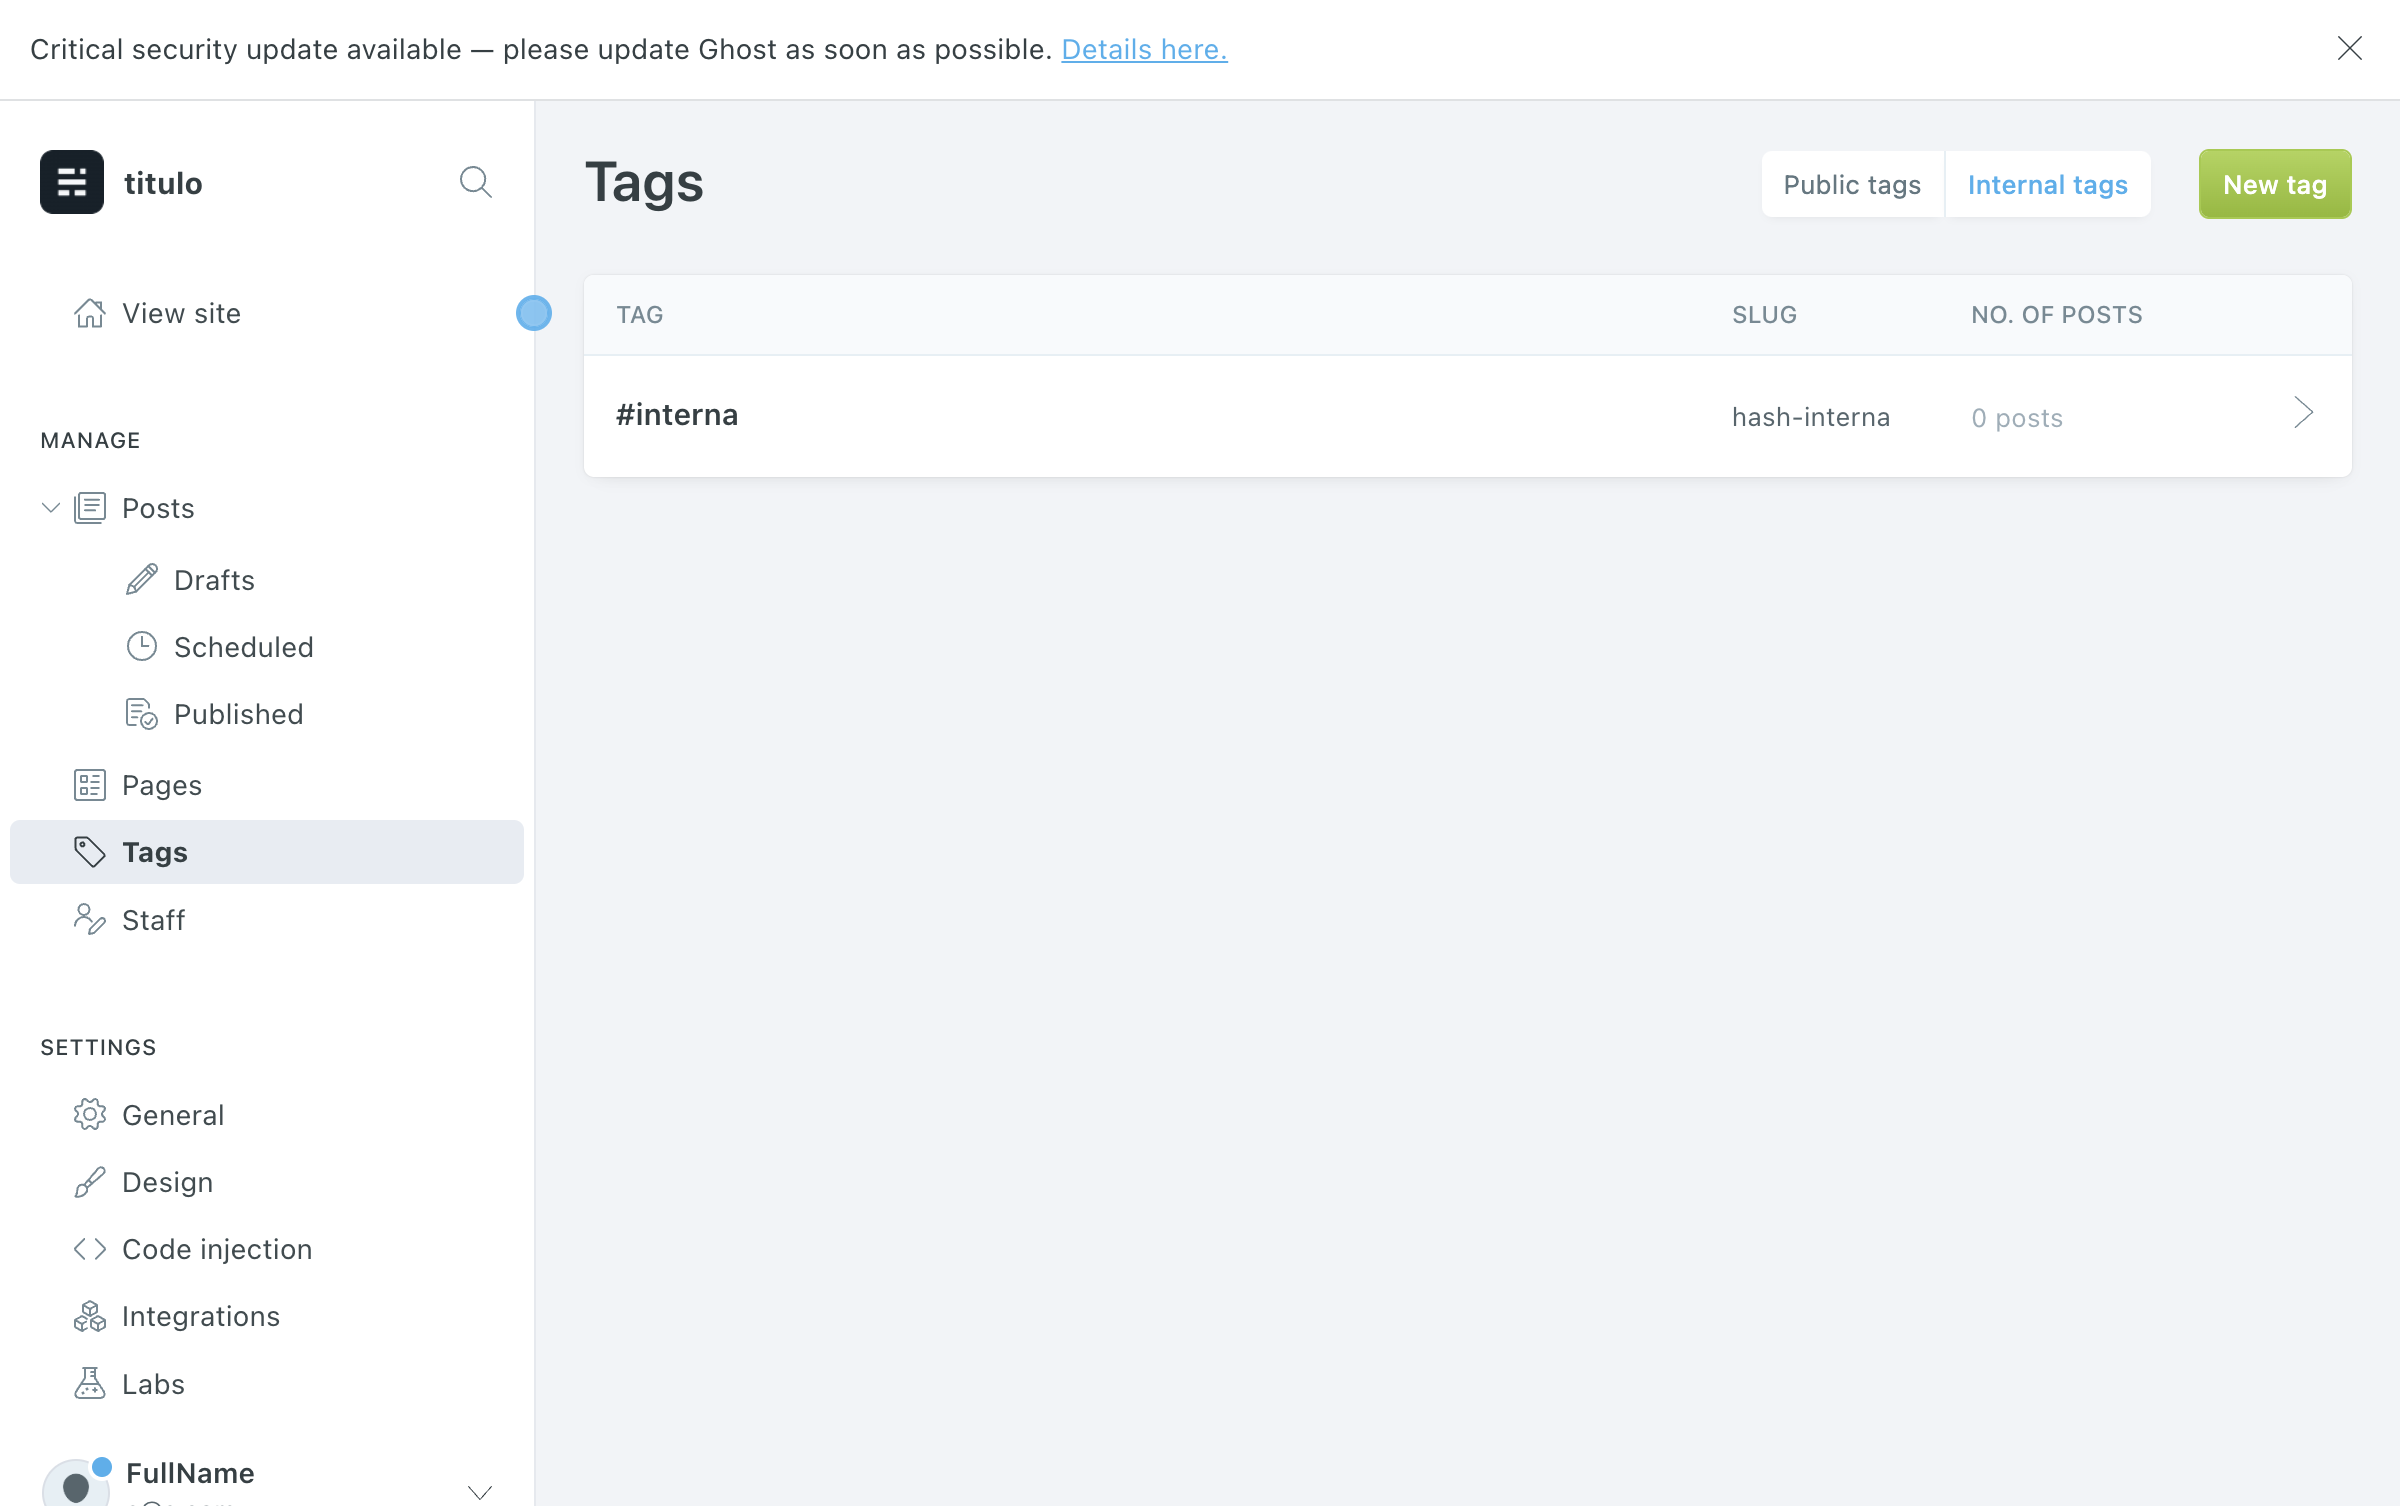 Critical security update available — please update Ghost as soon as possible. Details here.
titulo
View site
MANAGE
Posts
Drafts
Scheduled
Published
Pages
Tags
Staff
SETTINGS
General
Design
Code injection
Integrations
Labs
FullName
Tags
Public tags
Internal tags
New tag
TAG SLUG NO. OF POSTS
#interna hash-interna 0 posts